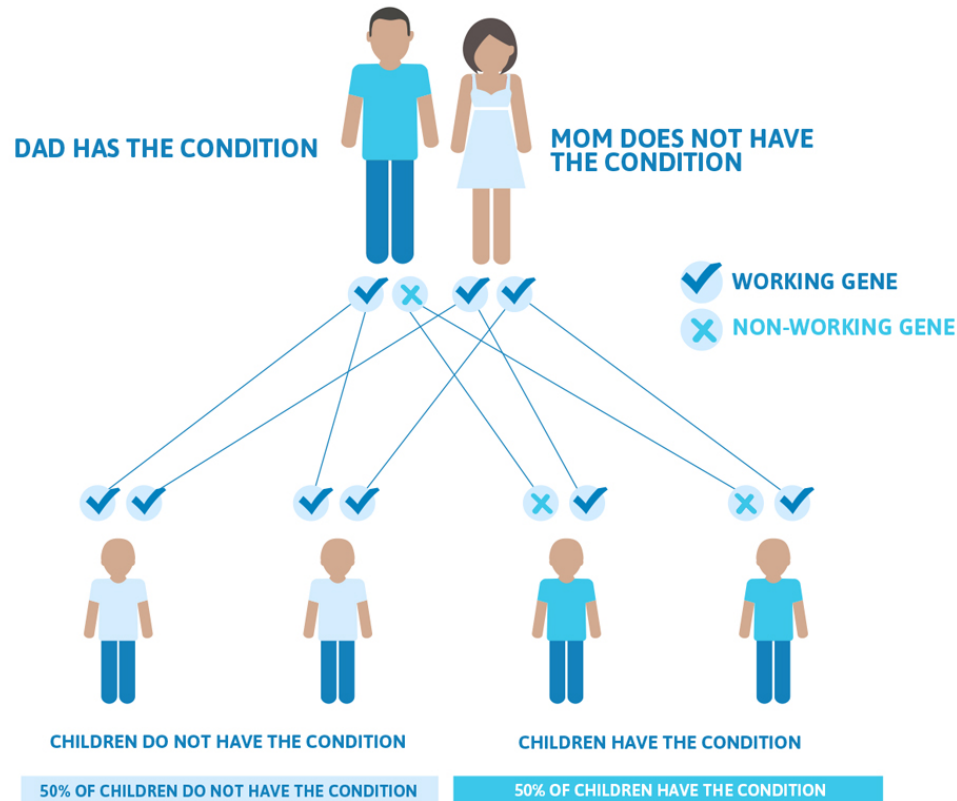 DAD HAS THE CONDITION
MOM DOES NOT HAVE
THE CONDITION
WORKING GENE
NON-WORKING GENE
CHILDREN DO NOT HAVE THE CONDITION
CHILDREN HAVE THE CONDITION
50% OF CHILDREN DO NOT HAVE THE CONDITION
50% OF CHILDREN HAVE THE CONDITION